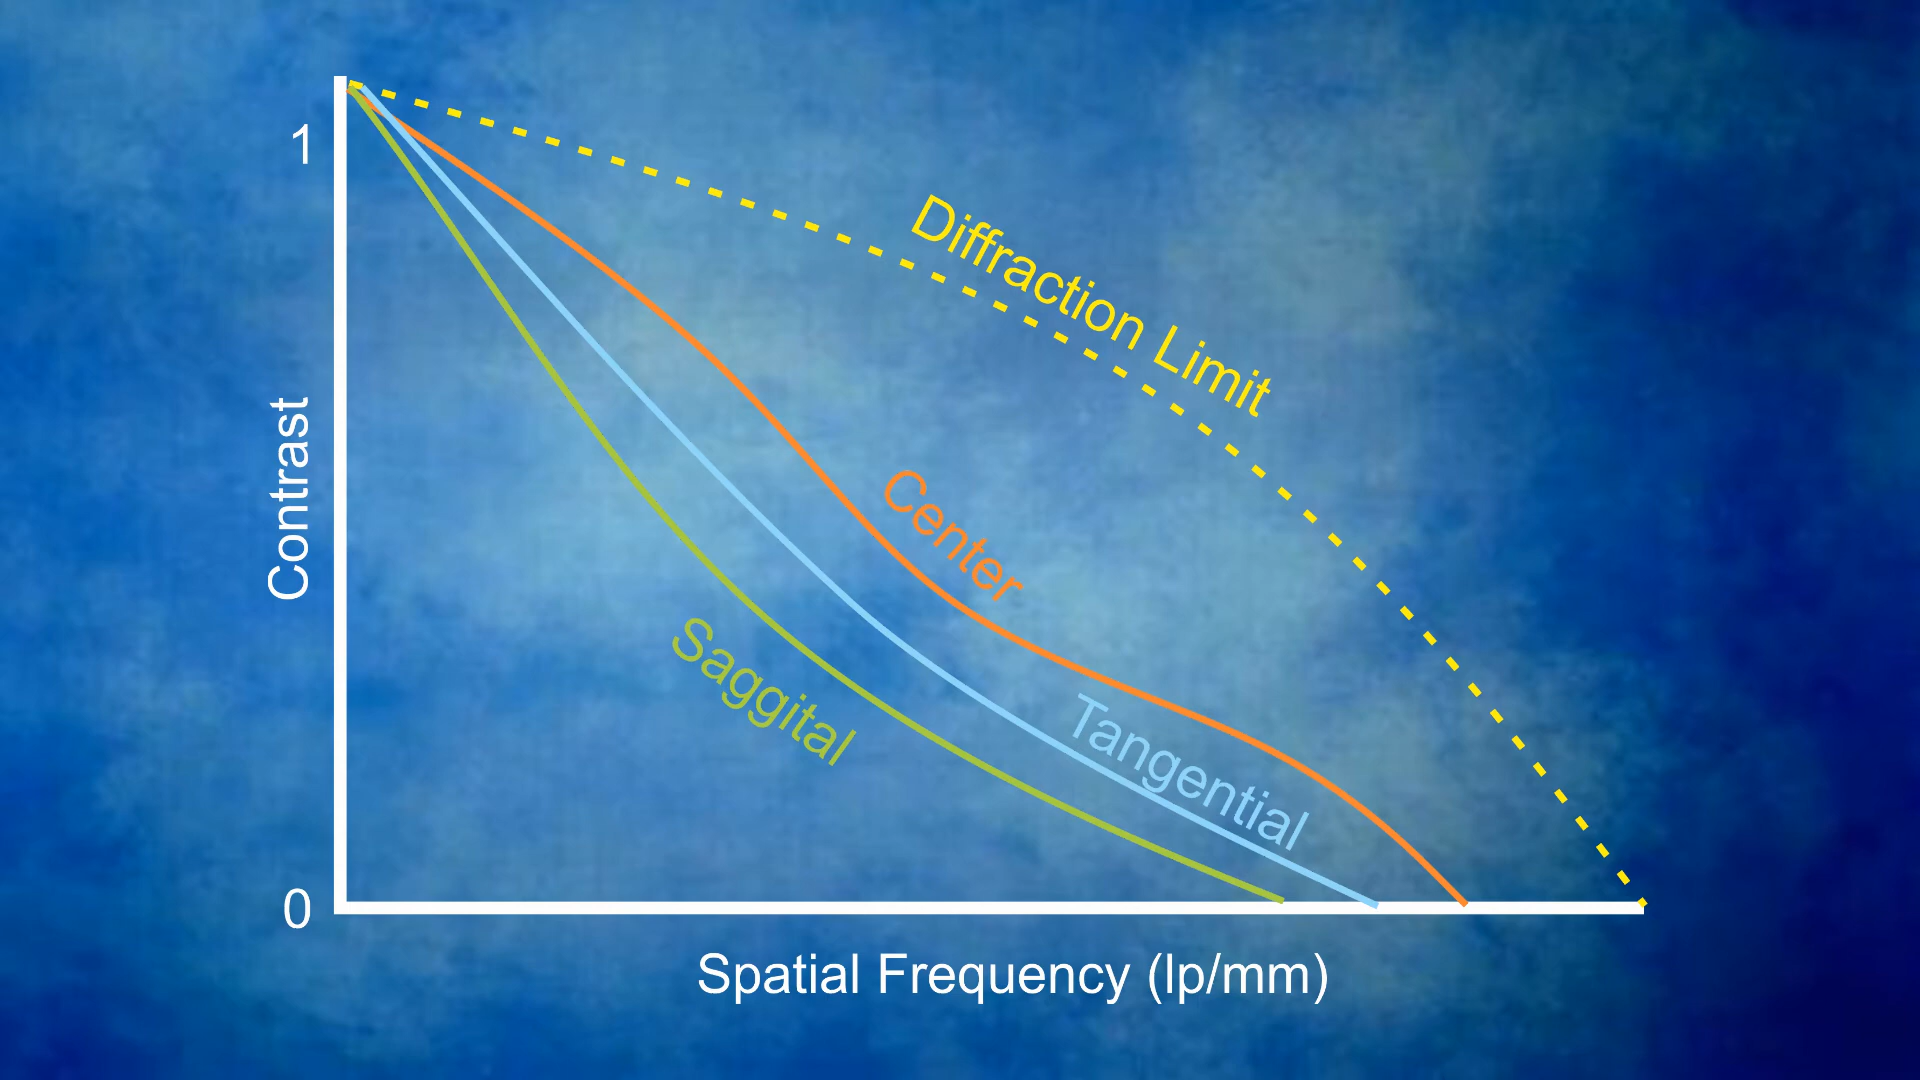 1
Diffraction Limit
Contrast
Center
Saggital
Tangential
0
Spatial Frequency (lp/mm)